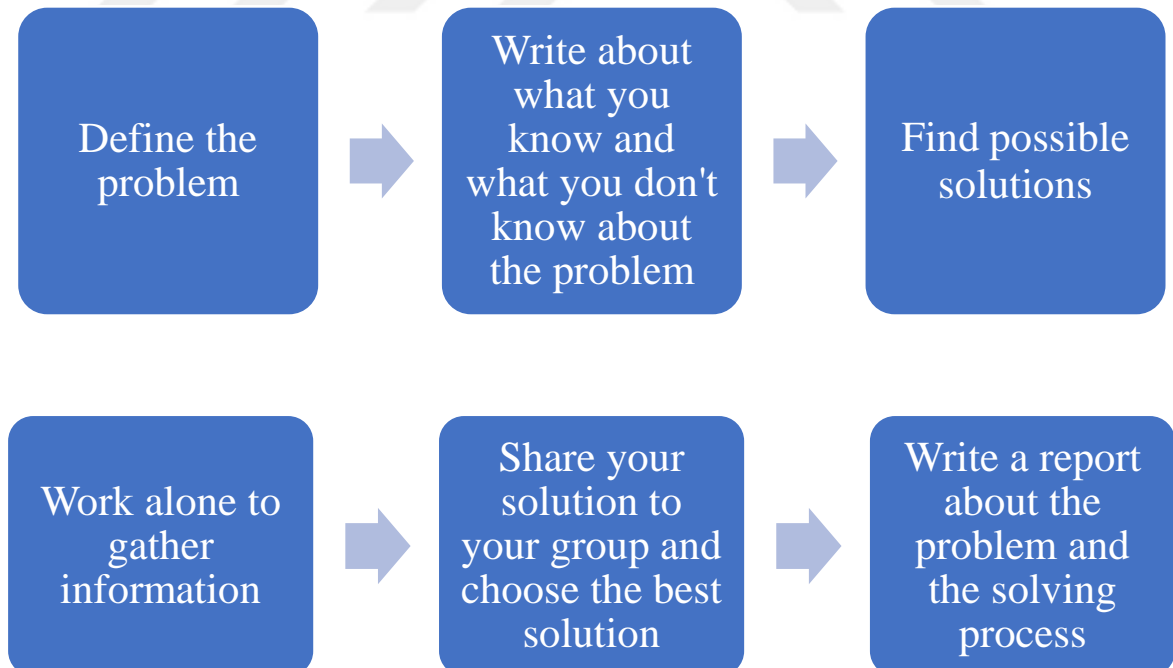 Define the
problem
Write about
what you
know and
what you don't
know about
the problem
Find possible
solutions
Work alone to
gather
information
Share your
solution to
your group and
choose the best
solution
Write a report
about the
problem and
the solving
process